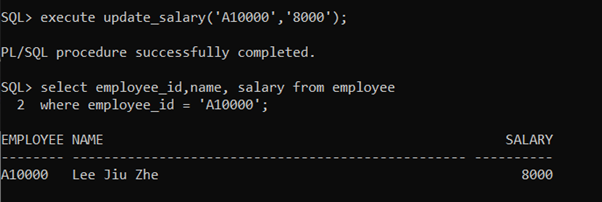 SQL> execute update_salary('A10000','8000');
PL/SQL procedure successfully completed.
SQL> select employee_id,name, salary from employee
  2  where employee_id = 'A10000';
EMPLOYEE NAME                                                   SALARY
-------- -------------------------------------------------- ----------
A10000   Lee Jiu Zhe                                              8000